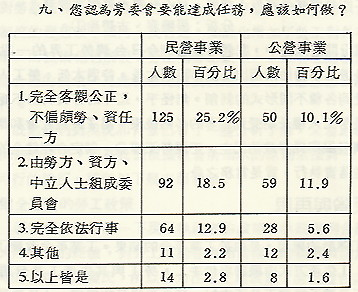 九、您認為勞委會要能達成任務，應該如何做？
民營事業 公營事業
人數 百分比 人數 百分比
1.完全客觀公正， 
不偏頗勞、資任 125 25.2% 50 10.1%
一方
2.由勞方、資方、
中立人士組成委 92 18.5 59 11.9
員會
3.完全依法行事 64 12.9 28 5.6
4.其他 11 2.2 12 2.4
5.以上皆是 14 2.8 8 1.6